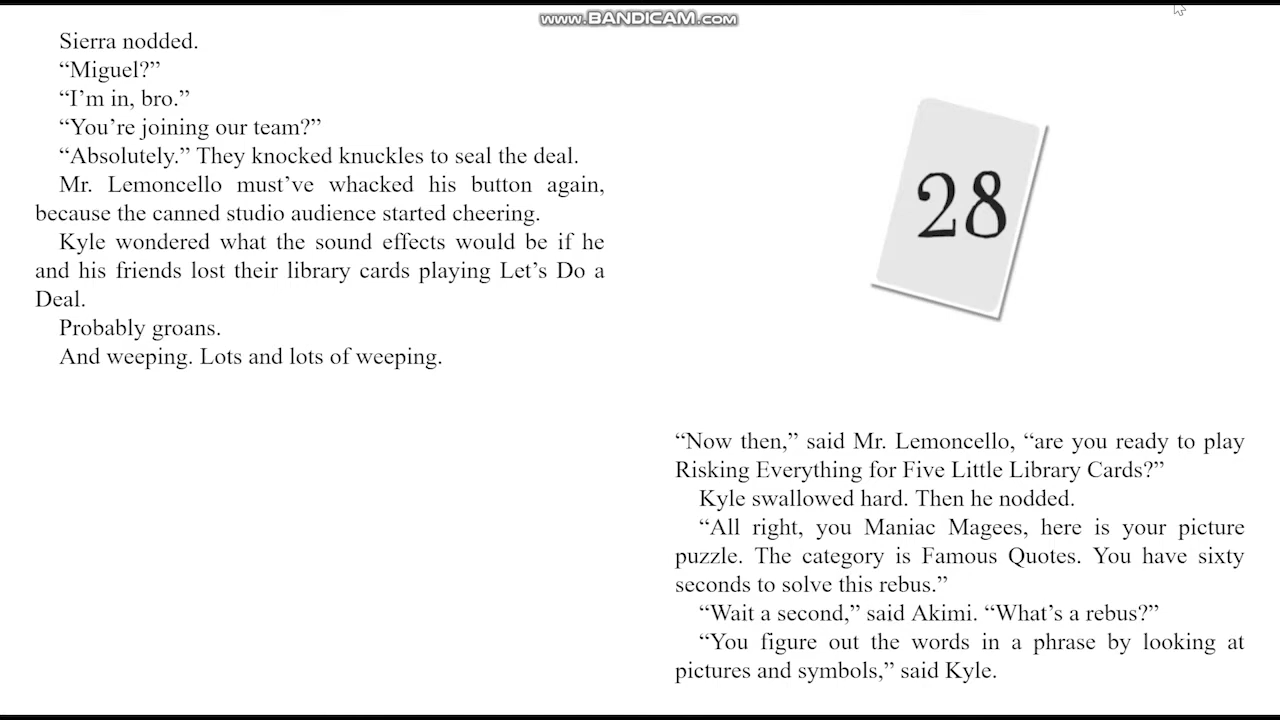 www.BANDICAM.com
Sierra nodded.
“Miguel?”
“I’m in, bro.”
“You’re joining our team?”
“Absolutely.” They knocked knuckles to seal the deal.
Mr. Lemoncello must’ve whacked his button again,
because the canned studio audience started cheering.
Kyle wondered what the sound effects would be if he
and his friends lost their library cards playing Let’s Do a
Deal.
Probably groans.
And weeping. Lots and lots of weeping.
28
“Now then,” said Mr. Lemoncello, “are you ready to play
Risking Everything for Five Little Library Cards?”
Kyle swallowed hard. Then he nodded.
“All right, you Maniac Magees, here is your picture
puzzle. The category is Famous Quotes. You have sixty
seconds to solve this rebus.”
“Wait a second,” said Akimi. “What’s a rebus?”
“You figure out the words in a phrase by looking at
pictures and symbols,” said Kyle.